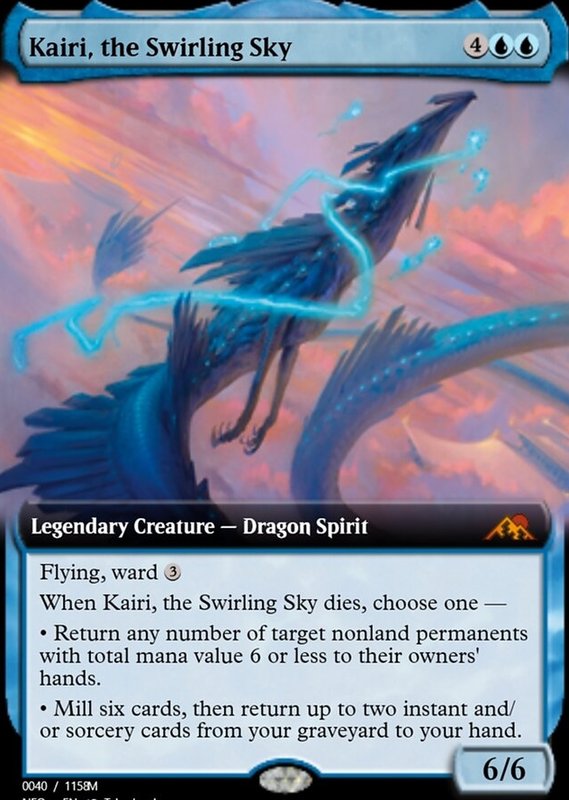 Kairi, the Swirling Sky
4
Legendary Creature — Dragon Spirit
Flying, ward 3
When Kairi, the Swirling Sky dies, choose one —
• Return any number of target nonland permanents
with total mana value 6 or less to their owners'
hands.
• Mill six cards, then return up to two instant and/
or sorcery cards from your graveyard to your hand.
6/6
0040 / 1158M